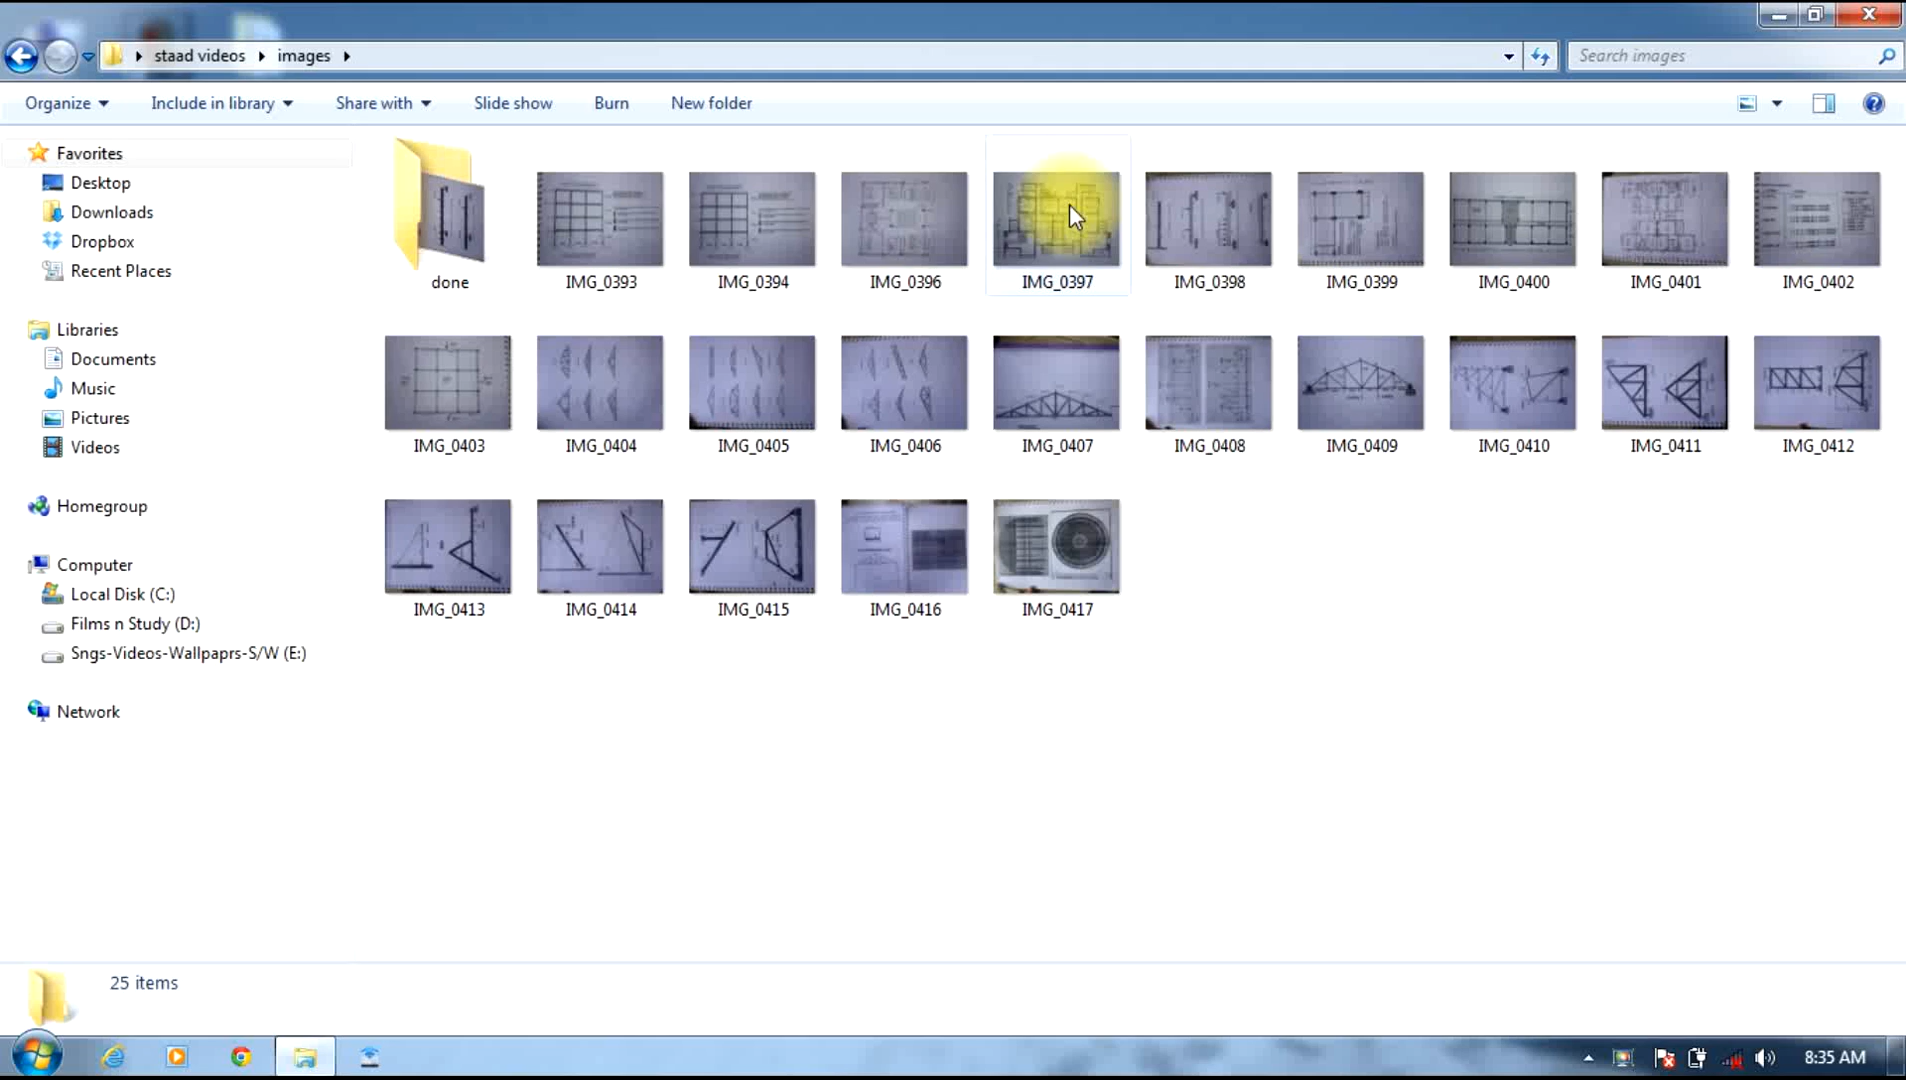 staad videos
images
Search images
Organize
Include in library
Share with
Slide show
Burn
New folder
Favorites
Desktop
Downloads
Dropbox
Recent Places
Libraries
Documents
Music
Pictures
Videos
Homegroup
Computer
Local Disk (C:)
Films n Study (D:)
Sngs-Videos-Wallpaprs-S/W (E:)
Network
done
IMG_0393
IMG_0394
IMG_0396
IMG_0397
IMG_0398
IMG_0399
IMG_0400
IMG_0401
IMG_0402
IMG_0403
IMG_0404
IMG_0405
IMG_0406
IMG_0407
IMG_0408
IMG_0409
IMG_0410
IMG_0411
IMG_0412
IMG_0413
IMG_0414
IMG_0415
IMG_0416
IMG_0417
25 items
8:35 AM